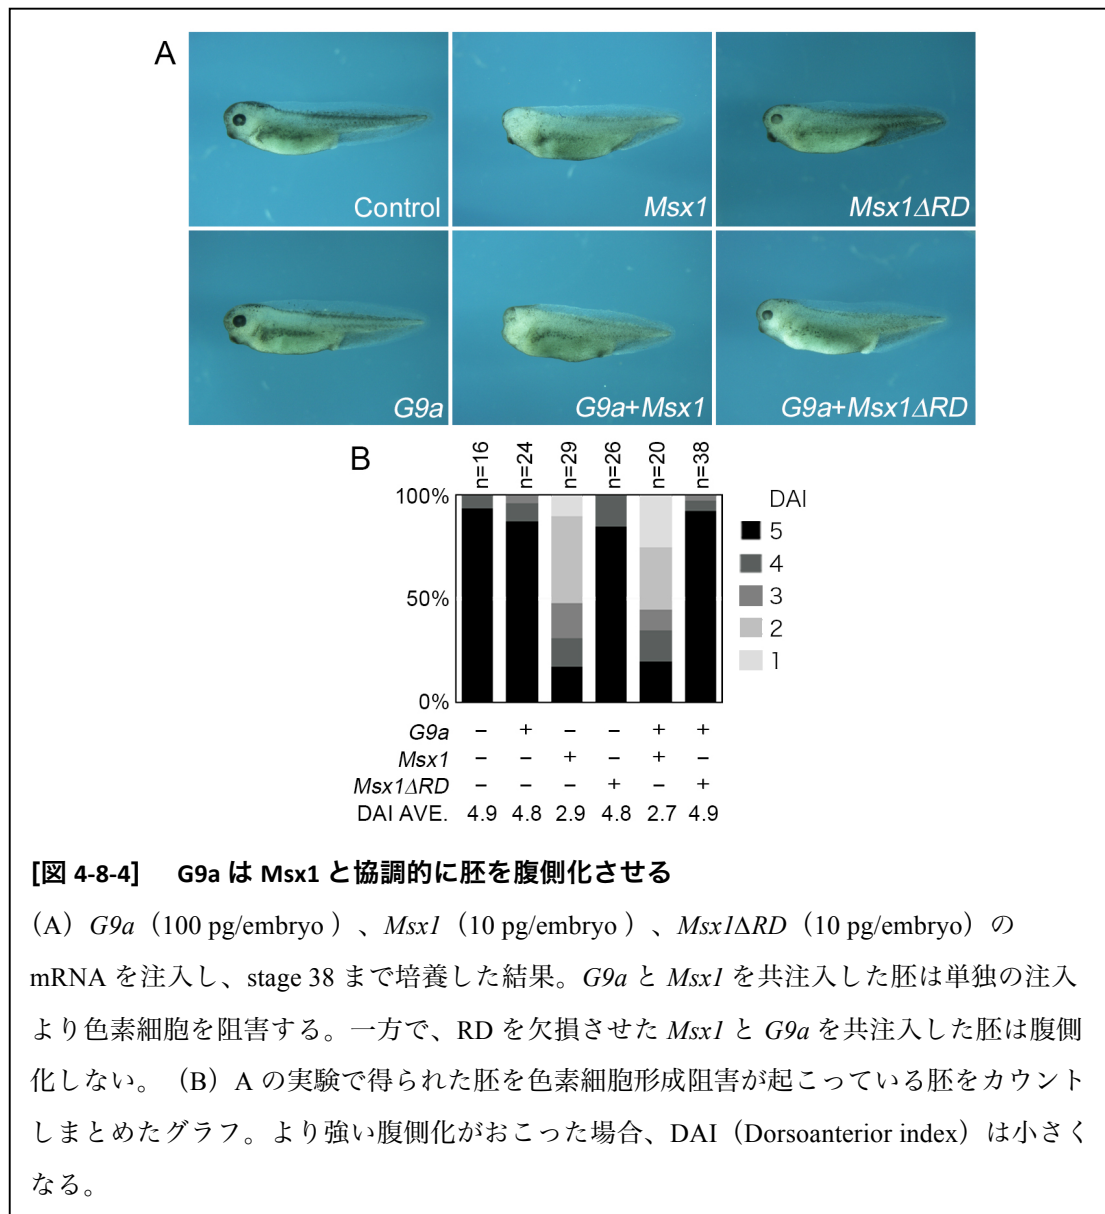 A
Control
Msx1
Msx1ΔRD
G9a
G9a+Msx1
G9a+Msx1ΔRD
B
n=16
n=24
n=29
n=26
n=20
n=38
100%
50%
0%
DAI
5
4
3
2
1
G9a – + – – + +
Msx1 – – + – + –
Msx1ΔRD – – – + – +
DAI AVE. 4.9 4.8 2.9 4.8 2.7 4.9
[図 4-8-4] G9a は Msx1 と協調的に胚を腹側化させる
(A) G9a(100 pg/embryo )、Msx1(10 pg/embryo )、Msx1ΔRD(10 pg/embryo)の
mRNA を注入し、stage 38 まで培養した結果。G9a と Msx1 を共注入した胚は単独の注入
より色素細胞を阻害する。一方で、RD を欠損させた Msx1 と G9a を共注入した胚は腹側
化しない。 (B) A の実験で得られた胚を色素細胞形成阻害が起こっている胚をカウント
しまとめたグラフ。より強い腹側化がおこった場合、DAI(Dorsoanterior index)は小さく
なる。